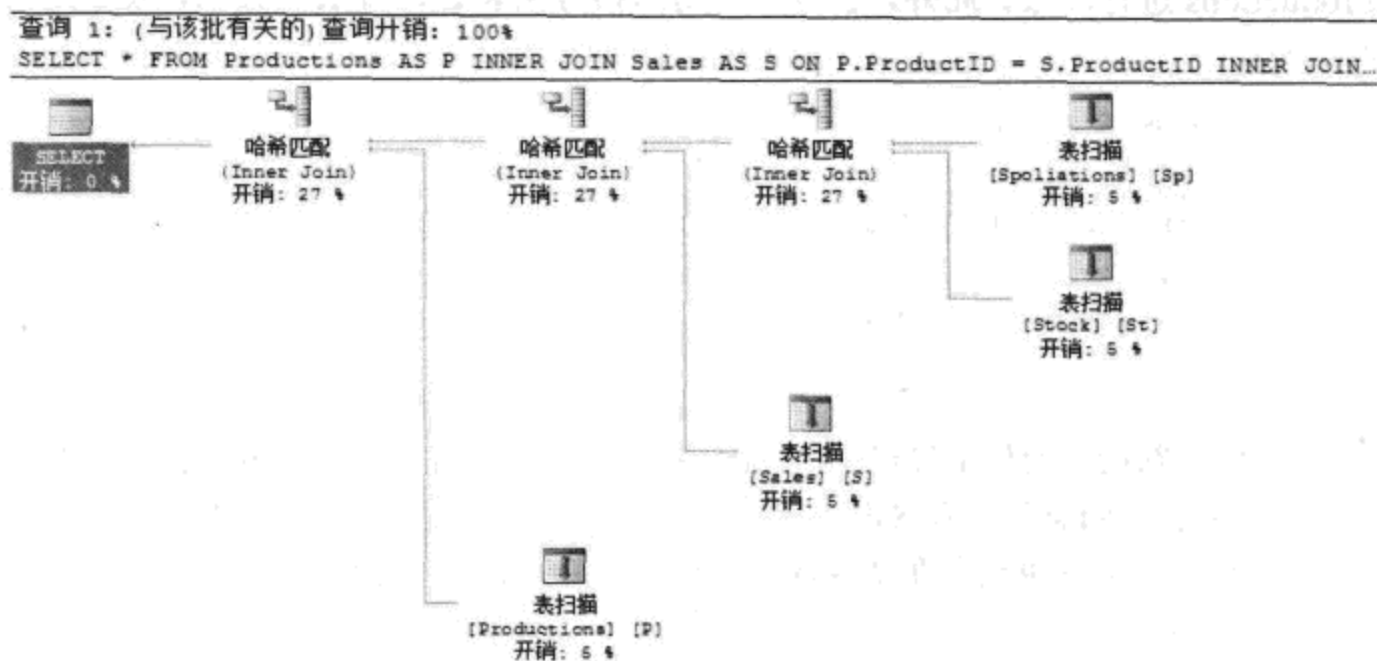 查询 1: (与该批有关的) 查询开销: 100%
SELECT * FROM Productions AS P INNER JOIN Sales AS S ON P.ProductID = S.ProductID INNER JOIN…
SELECT
开销: 0 %
哈希匹配
(Inner Join)
开销: 27 %
哈希匹配
(Inner Join)
开销: 27 %
哈希匹配
(Inner Join)
开销: 27 %
表扫描
[Spoliations] [Sp]
开销: 5 %
表扫描
[Stock] [St]
开销: 5 %
表扫描
[Sales] [S]
开销: 5 %
表扫描
[Productions] [P]
开销: 5 %